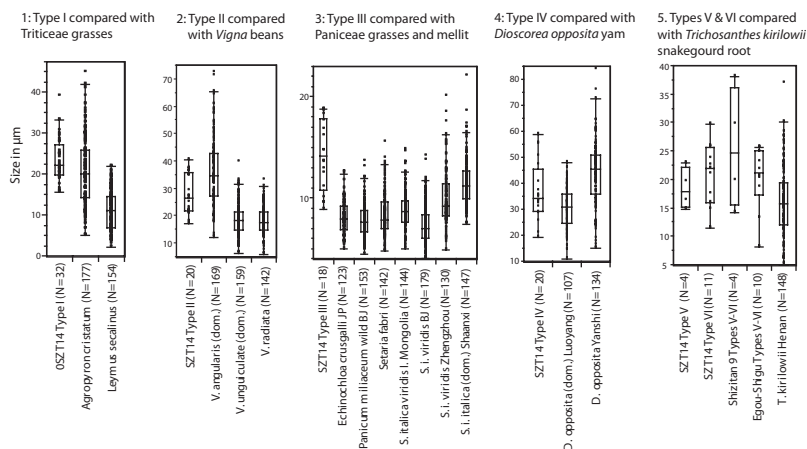 1: Type I compared with
Triticeae grasses
2: Type II compared
with Vigna beans
3: Type III compared with
Paniceae grasses and mellit
4: Type IV compared with
Dioscorea opposita yam
5. Types V & VI compared
with Trichosanthes kirilowii
snakegourd root
Size in µm
50
40
30
20
10
0
70
60
50
40
30
20
10
20
10
80
70
60
50
40
30
20
10
40
35
30
25
20
15
10
5
0SZT14 Type I (N=32)
Agropyron cristatum (N=177)
Leymus secalinus (N=154)
SZT14 Type II (N=20)
V. angularis (dom.) (N=169)
V. unguiculate (dom.) (N=159)
V. radiata (N=142)
SZT14 Type III (N=18)
Echinochloa crusgalli JP (N=123)
Panicum miliaceum wild BJ (N=153)
Setaria fabri (N=142)
S. italica viridis I. Mongolia (N=144)
S. i. viridis BJ (N=179)
S. i. viridis Zhengzhou (N=130)
S. i. italica (dom.) Shaanxi (N=147)
SZT14 Type IV (N=20)
D. opposita (dom.) Luoyang (N=107)
D. opposita Yanshi (N=134)
SZT14 Type V (N=4)
SZT14 Type VI (N=11)
Shizitan 9 Types V-VI (N=4)
Egou-Shigu Types V-VI (N=10)
T. kirilowii Henan (N=148)